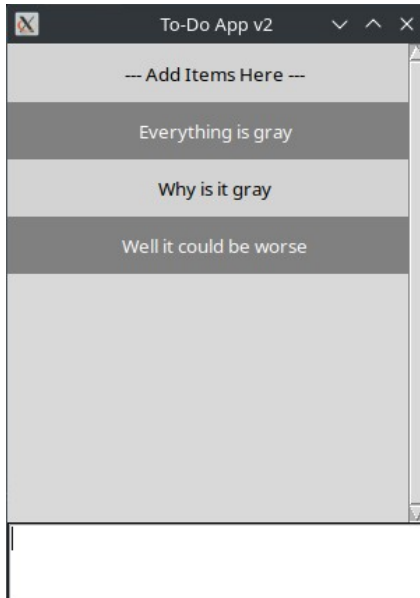 To-Do App v2
--- Add Items Here ---
Everything is gray
Why is it gray
Well it could be worse